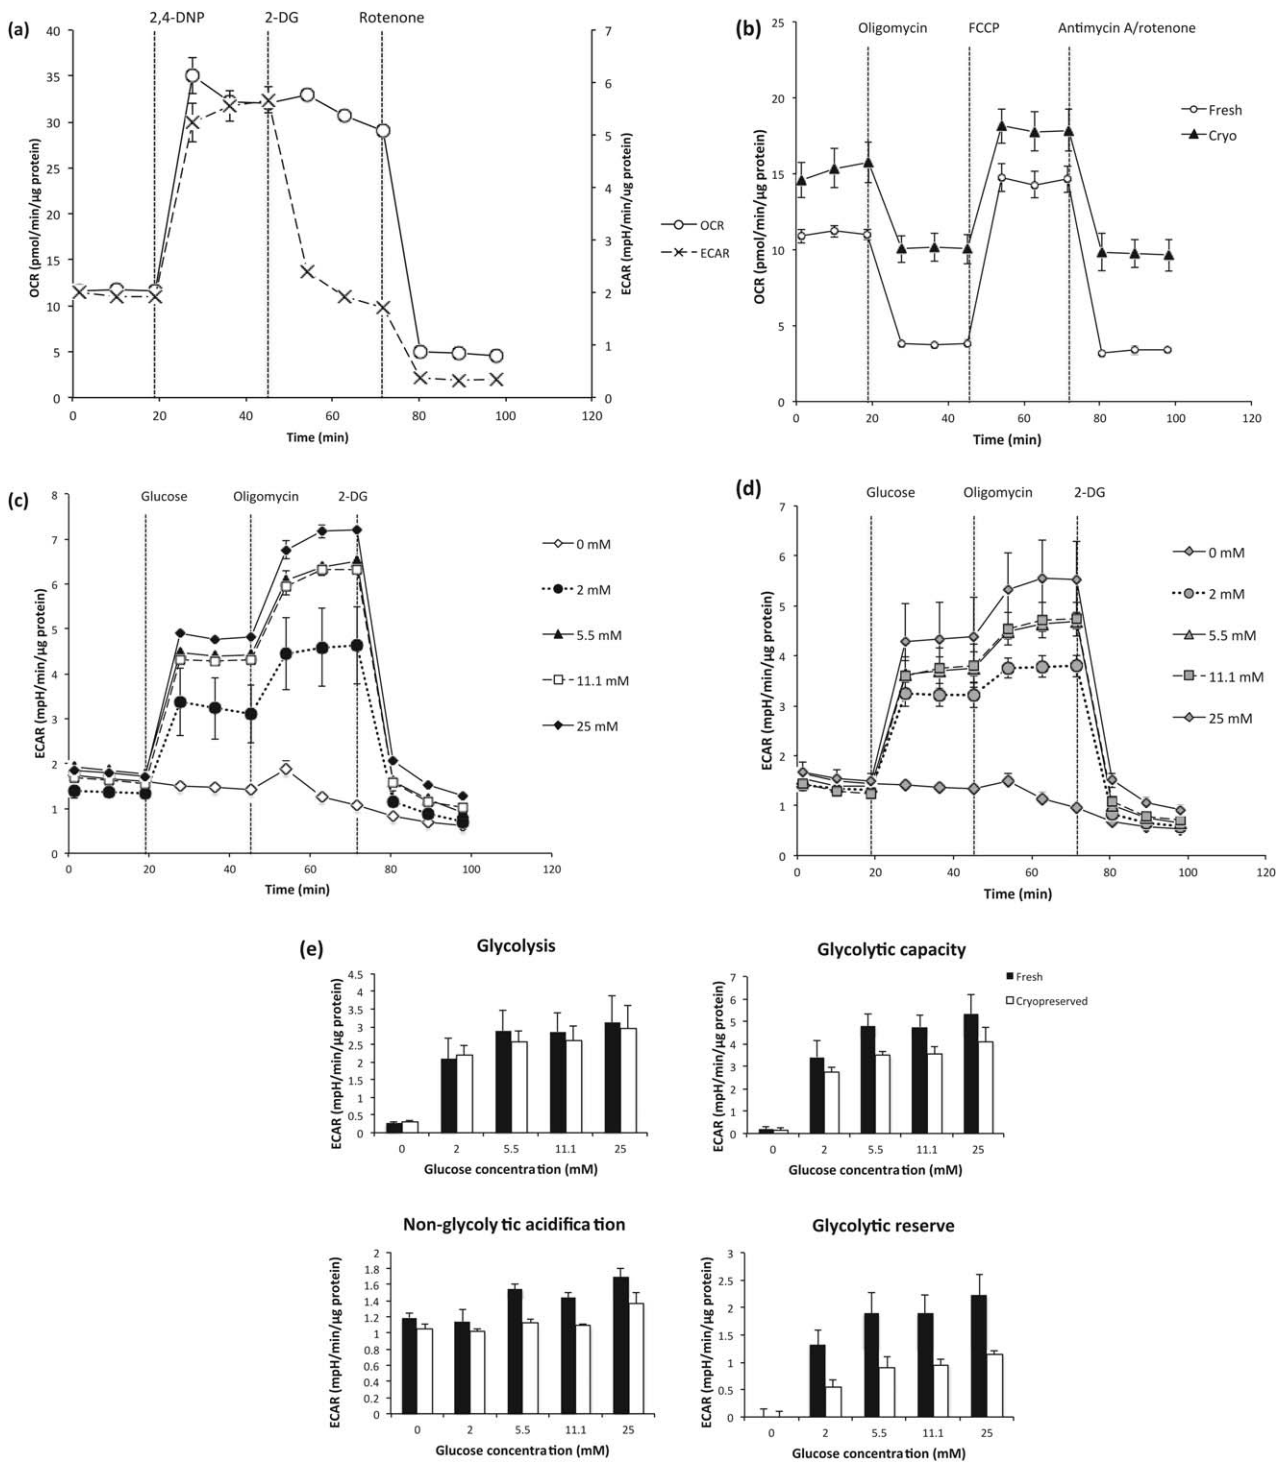 (a)
2,4-DNP 2-DG Rotenone
40
35
30
25
20
15
10
5
0
OCR (pmol/min/μg protein)
7
6
5
4
3
2
1
0
ECAR (mpH/min/ug protein)
OCR
ECAR
0 20 40 60 80 100 120
Time (min)
(b)
Oligomycin FCCP Antimycin A/rotenone
25
20
15
10
5
0
OCR (pmol/min/μg protein)
Fresh
Cryo
0 20 40 60 80 100 120
Time (min)
(c)
Glucose Oligomycin 2-DG
8
7
6
5
4
3
2
1
0
ECAR (mpH/min/μg protein)
0 mM
2 mM
5.5 mM
11.1 mM
25 mM
0 20 40 60 80 100 120
Time (min)
(d)
Glucose Oligomycin 2-DG
7
6
5
4
3
2
1
0
ECAR (mpH/min/μg protein)
0 mM
2 mM
5.5 mM
11.1 mM
25 mM
0 20 40 60 80 100 120
Time (min)
(e)
Glycolysis
4.5
4
3.5
3
2.5
2
1.5
1
0.5
0
ECAR (mpH/min/μg protein)
0 2 5.5 11.1 25
Glucose concentration (mM)
Glycolytic capacity
7
6
5
4
3
2
1
0
ECAR (mpH/min/μg protein)
Fresh
Cryopreserved
0 2 5.5 11.1 25
Glucose concentration (mM)
Non-glycoly tic acidifica tion
2
1.8
1.6
1.4
1.2
1
0.8
0.6
0.4
0.2
0
ECAR (mpH/min/μg protein)
0 2 5.5 11.1 25
Glucose concentration (mM)
Glycolytic reserve
3
2.5
2
1.5
1
0.5
0
ECAR (mpH/min/μg protein)
0 2 5.5 11.1 25
Glucose concentration (mM)